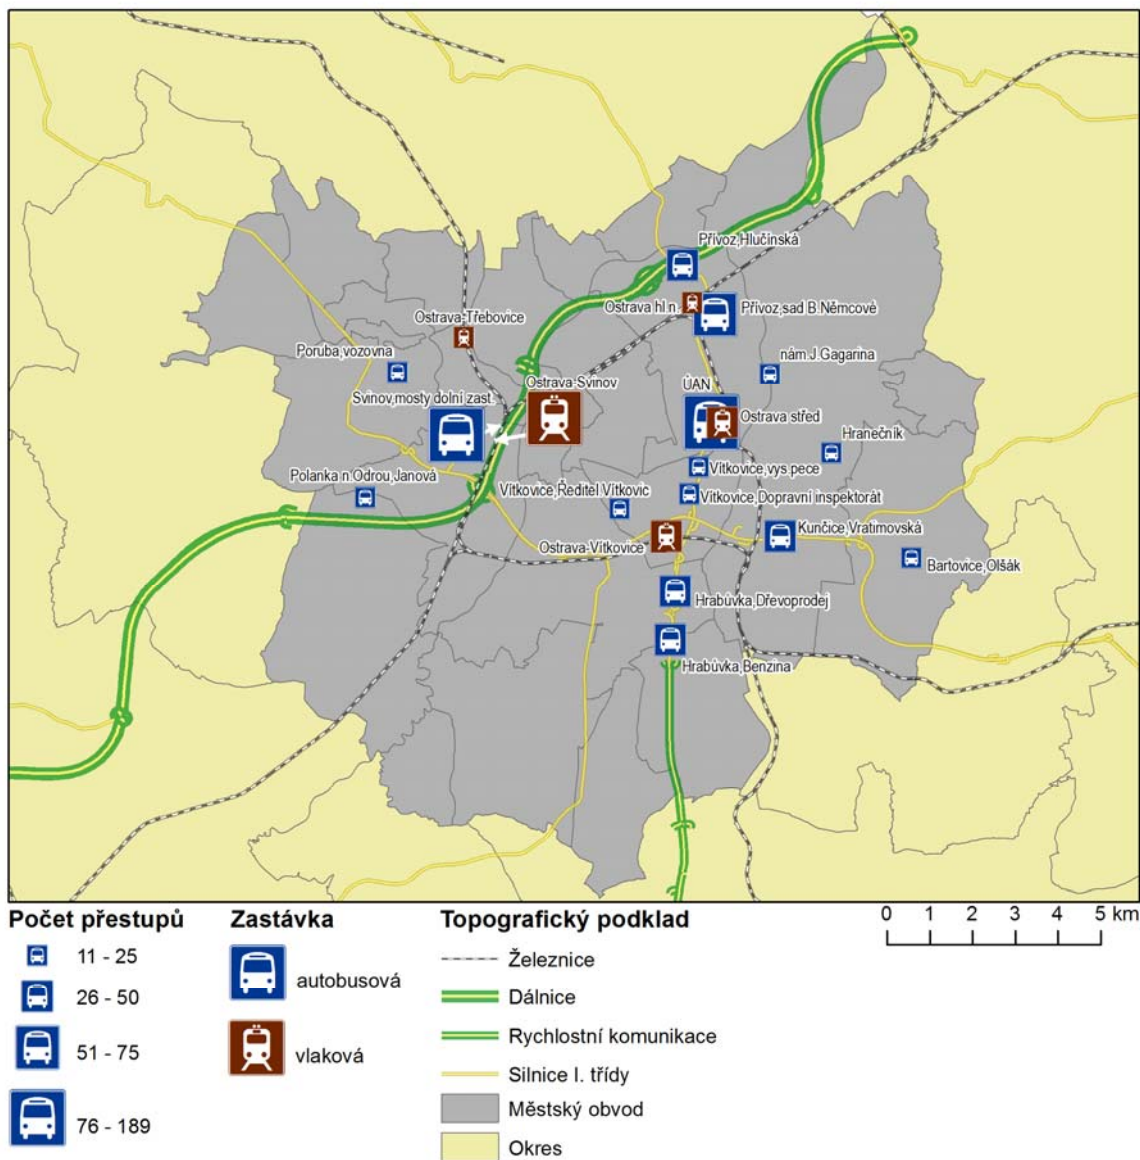 Přívoz,Hlučínská
Ostrava hl.n.
Přívoz,sad B.Němcové
Ostrava-Třebovice
Poruba,vozovna
nám.J.Gagarina
Ostrava-Svinov
ÚAN
Svinov,mosty dolní zast.
Ostrava střed
Hranečník
Vítkovice,vys.pece
Polanka n.Odrou,Janová
Vítkovice,Ředitel.Vítkovic
Vítkovice,Dopravní inspektorát
Kunčice,Vratimovská
Ostrava-Vítkovice
Bartovice,Olšák
Hrabůvka,Dřevoprodej
Hrabůvka,Benzina
Počet přestupů
11 - 25
26 - 50
51 - 75
76 - 189
Zastávka
autobusová
vlaková
Topografický podklad
Železnice
Dálnice
Rychlostní komunikace
Silnice I. třídy
Městský obvod
Okres
0 1 2 3 4 5 km